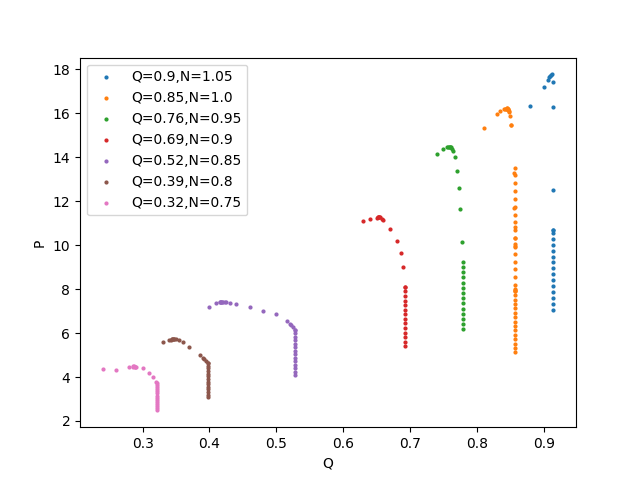 18
16
14
12
10
8
6
4
2
P
Q=0.9,N=1.05
Q=0.85,N=1.0
Q=0.76,N=0.95
Q=0.69,N=0.9
Q=0.52,N=0.85
Q=0.39,N=0.8
Q=0.32,N=0.75
0.3 0.4 0.5 0.6 0.7 0.8 0.9
Q